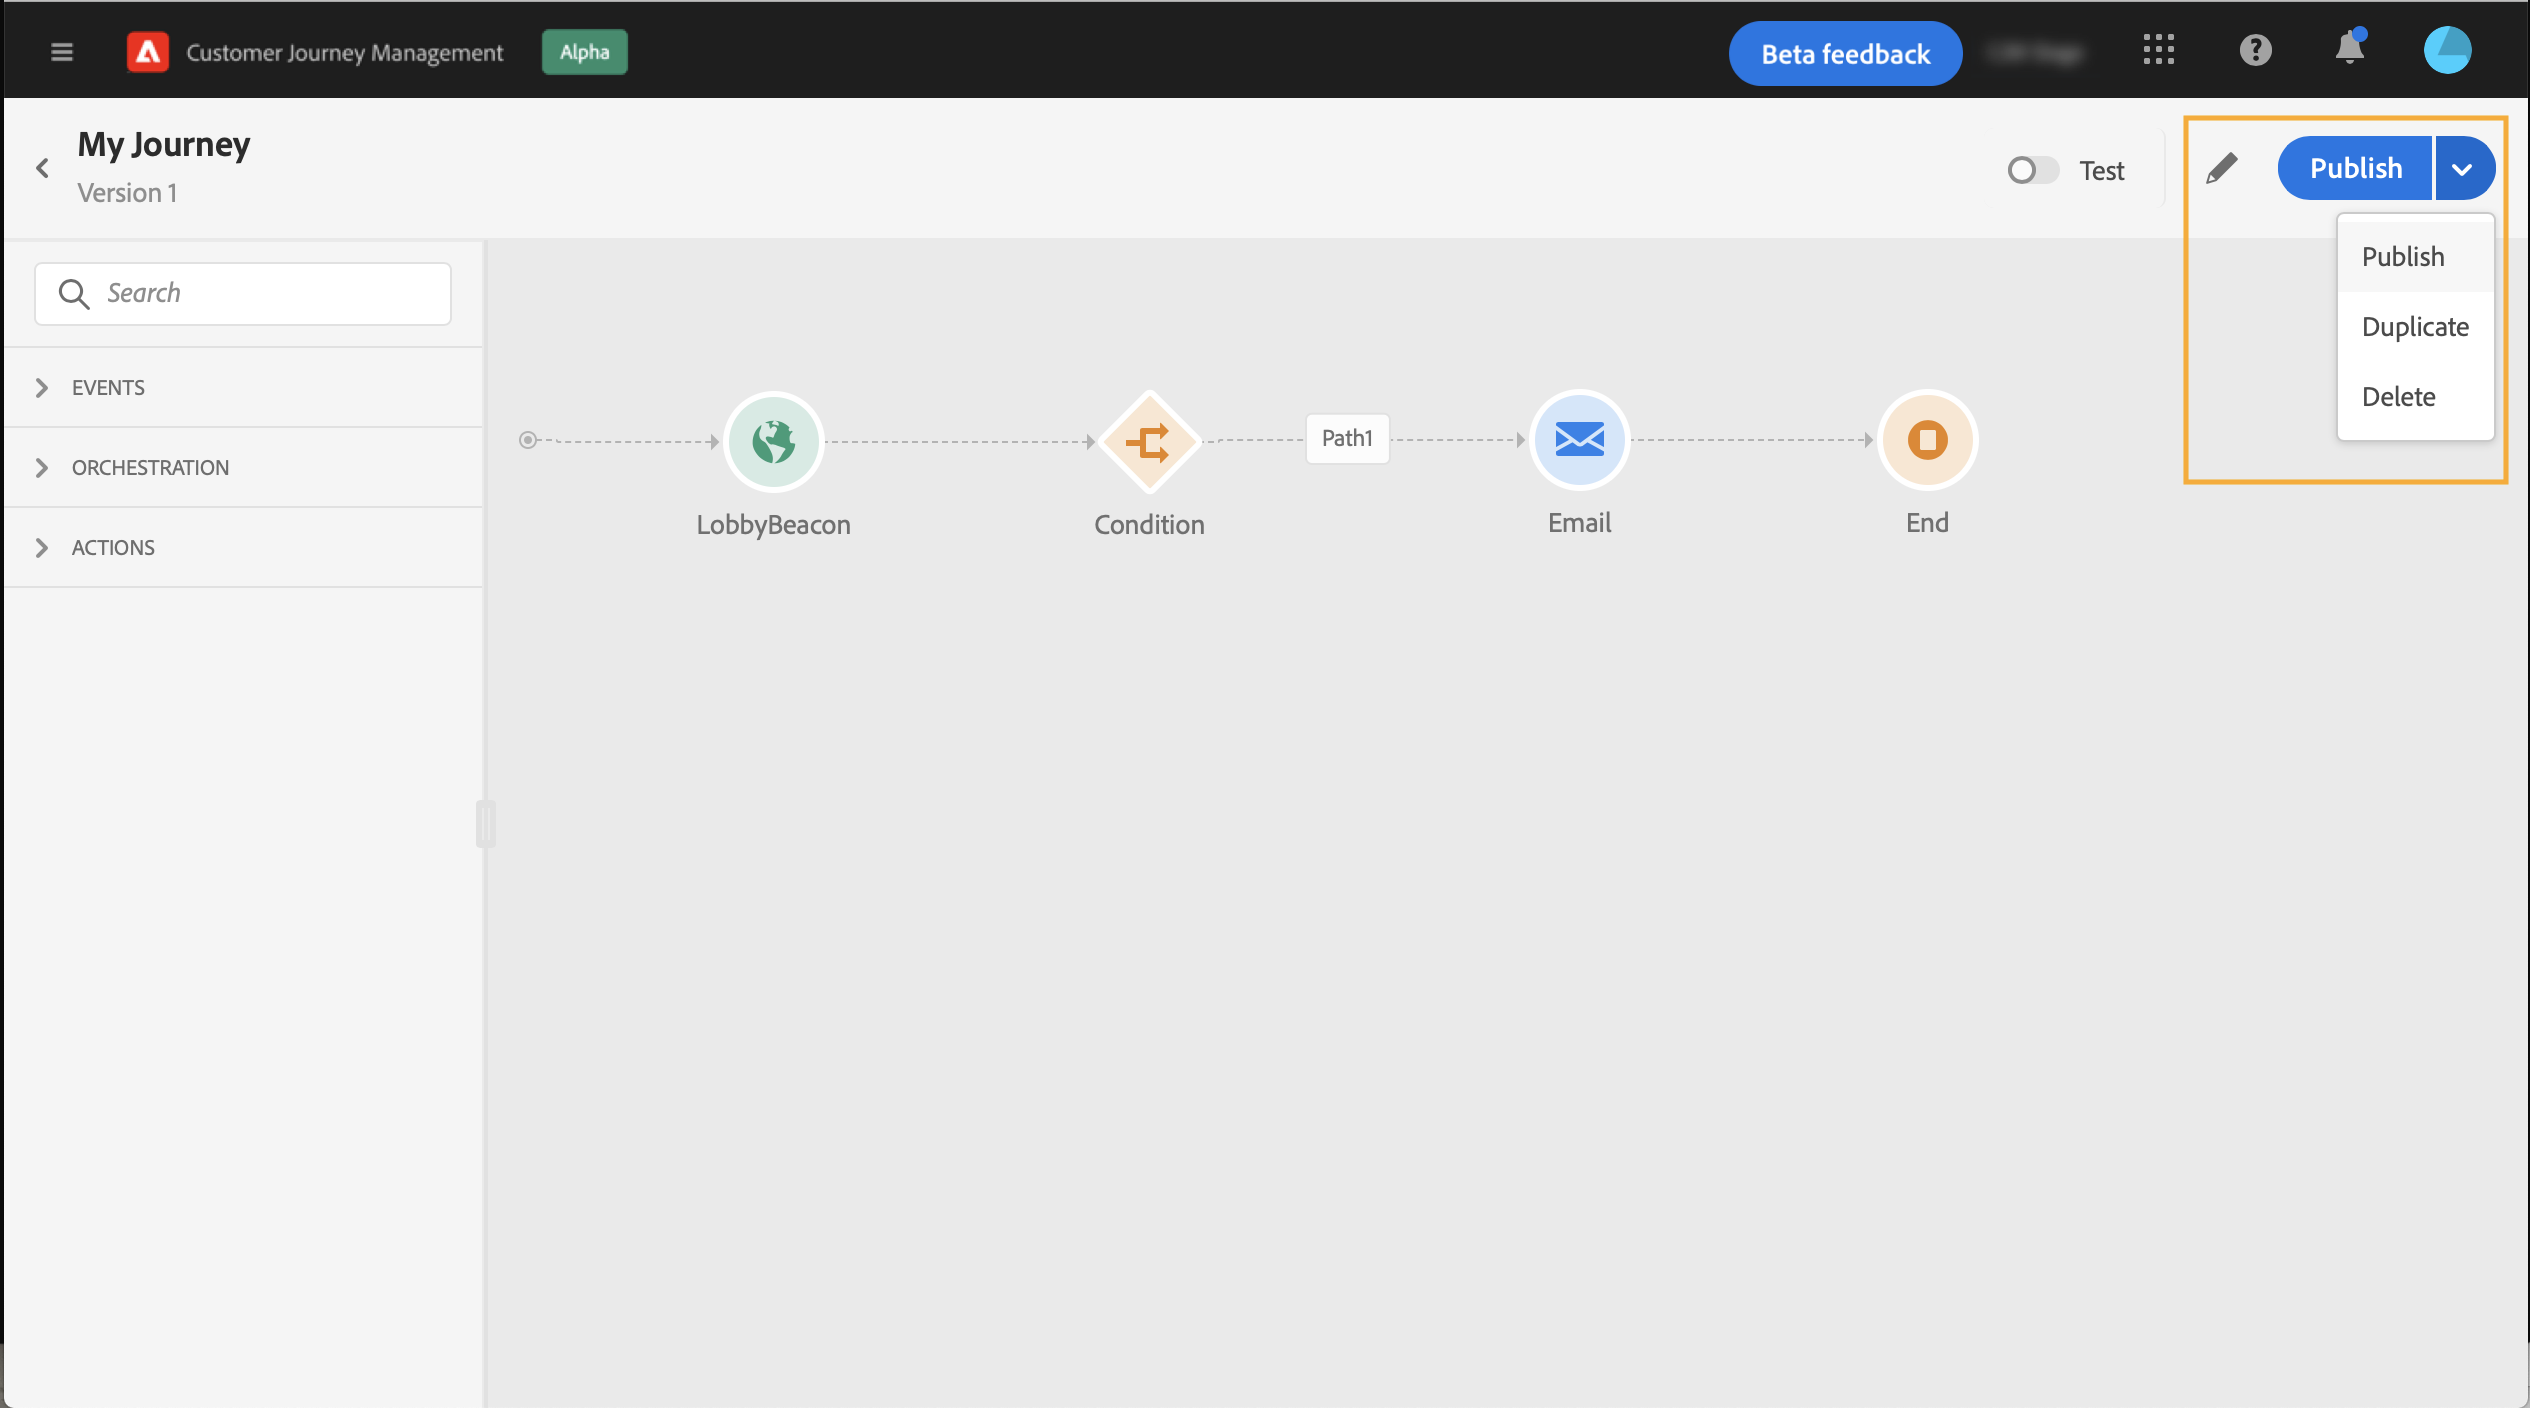 Customer Journey Management
Alpha
Beta feedback
My Journey
Version 1
Test
Publish
Publish
Duplicate
Delete
Search
EVENTS
ORCHESTRATION
ACTIONS
Path1
LobbyBeacon
Condition
Email
End